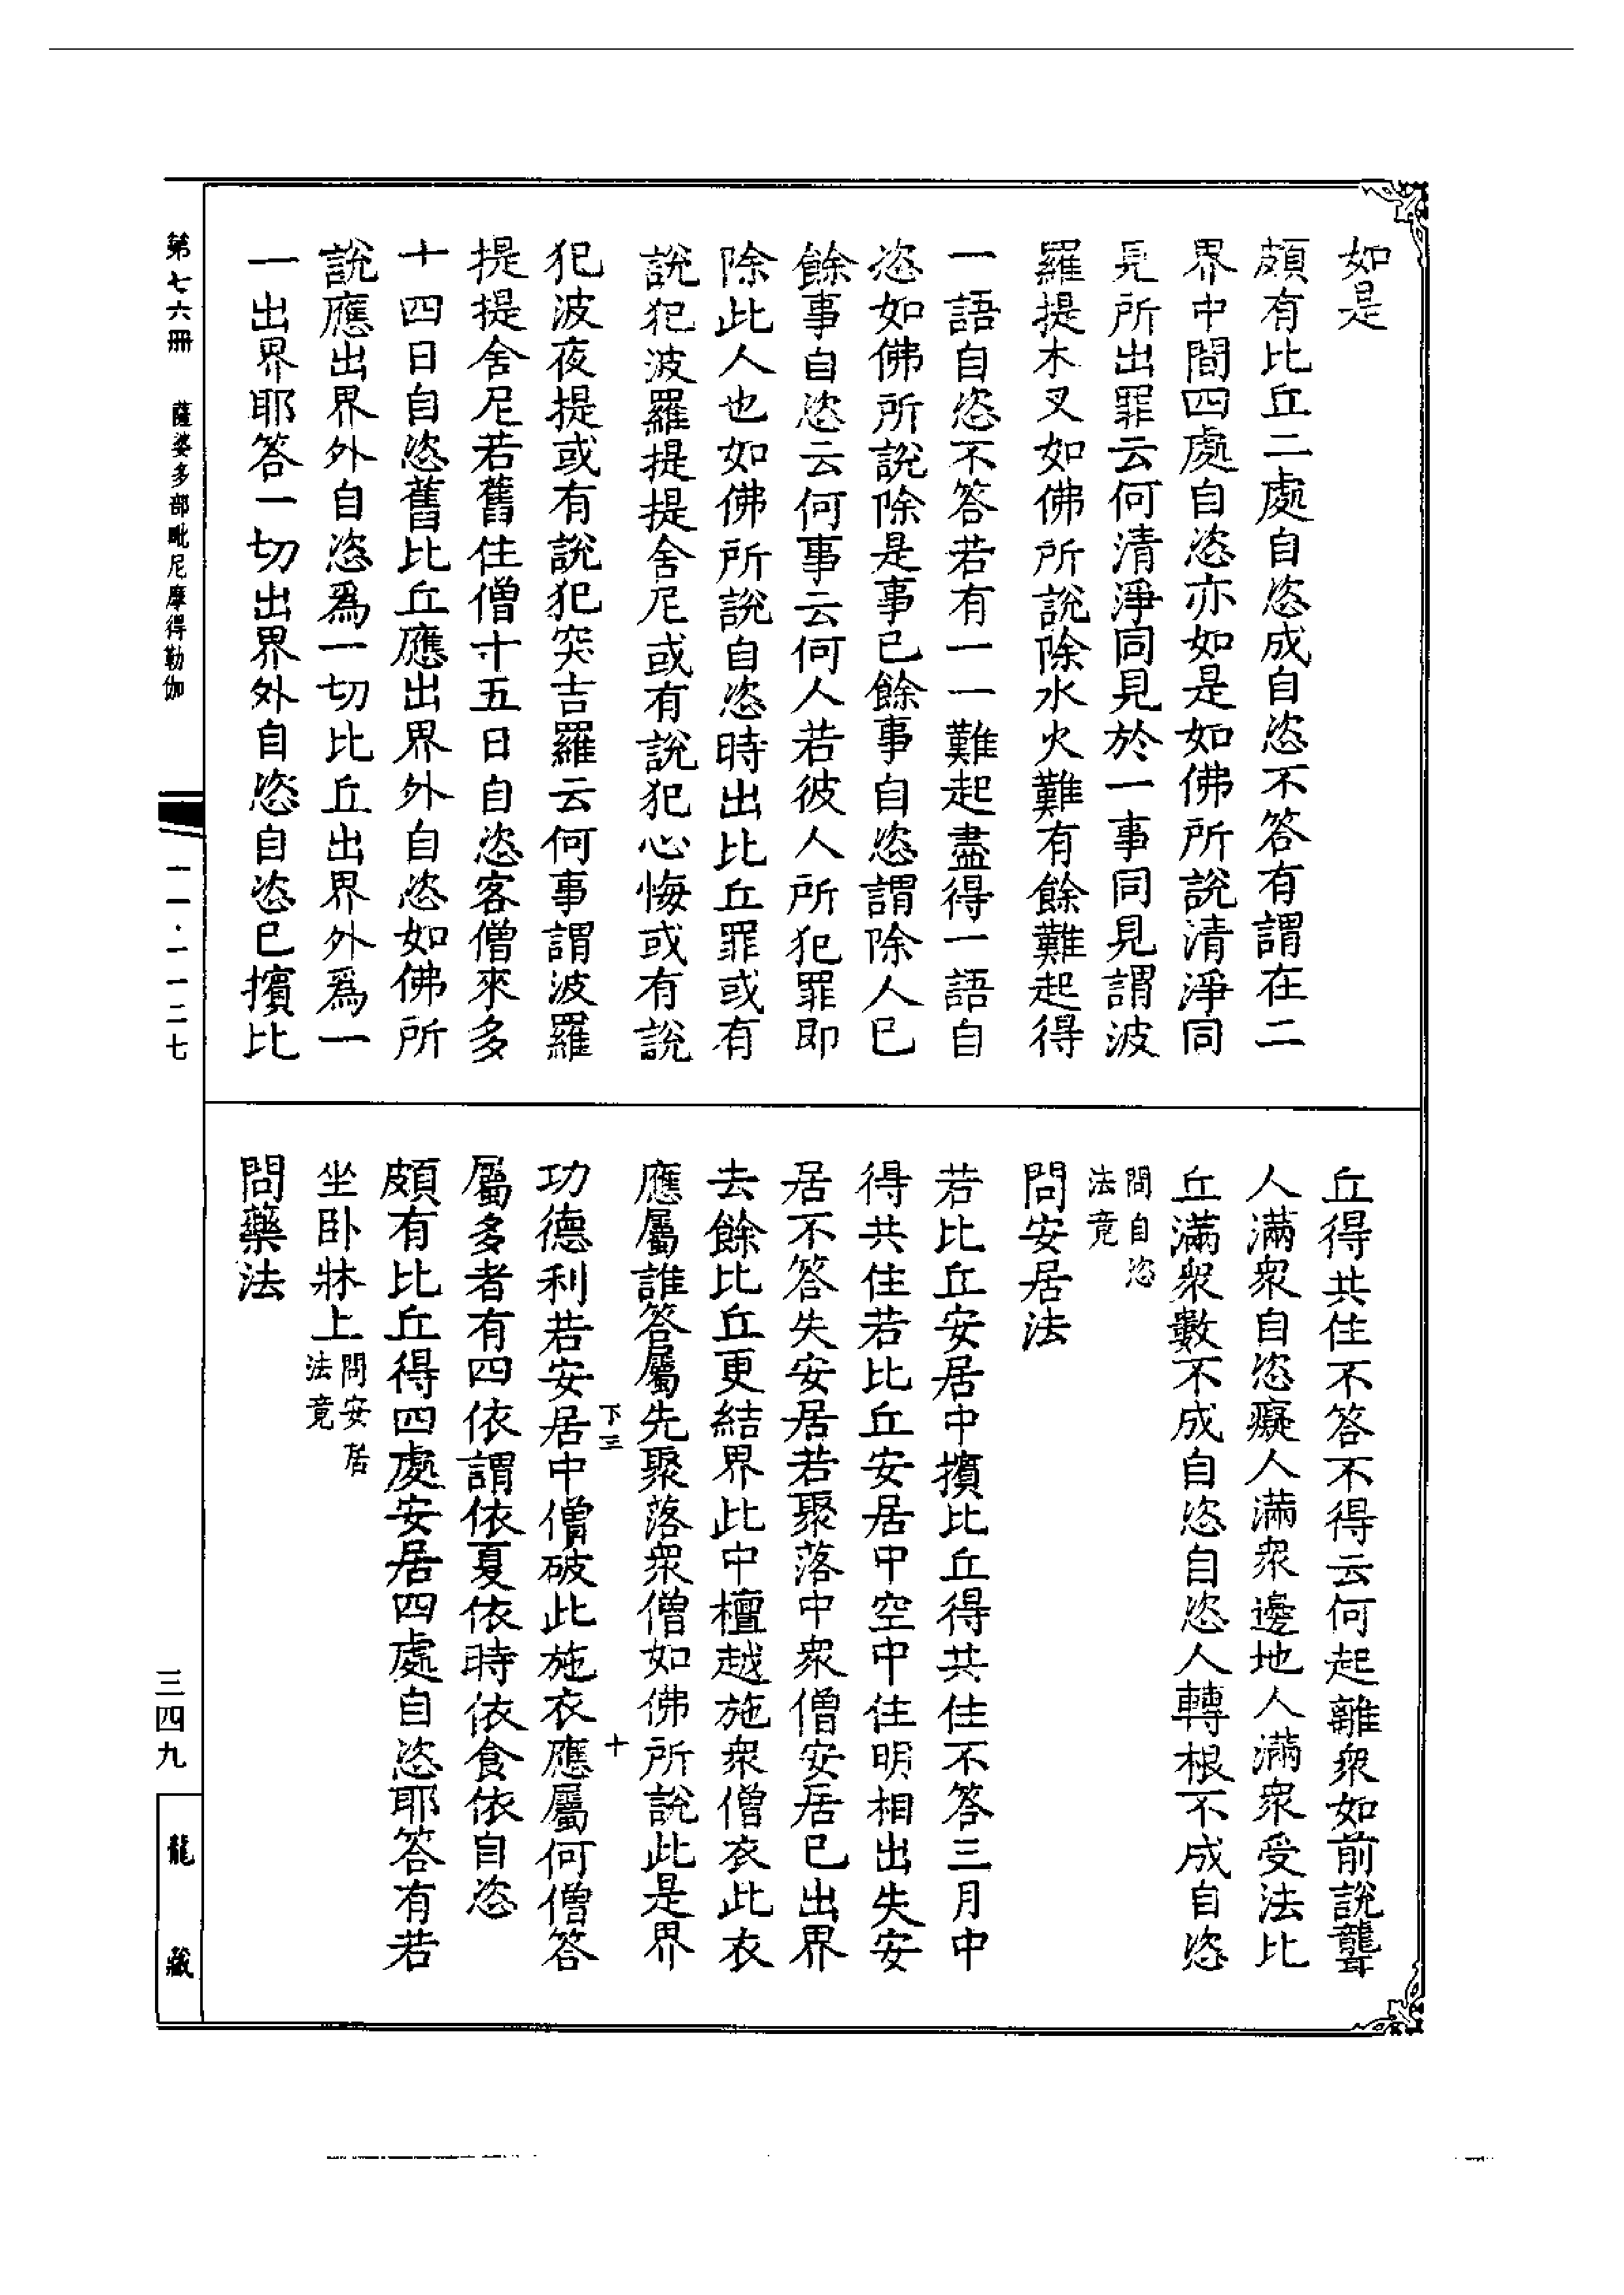 如是
頗有比丘二處自恣成自恣不答有謂在二
界中間四處自恣亦如是如佛所說清淨同
見所出罪云何清淨同見於一事同見謂波
羅提木叉如佛所說除水火難有餘難起得
一語自恣不答若有一一難起盡得一語自
恣如佛所說除是事已餘事自恣謂除人已
餘事自恣云何事云何人若彼人所犯罪即
除此人也如佛所說自恣時出比丘罪或有
說犯波羅提提舍尼或有說犯心悔或有說
犯波夜提或有說犯突吉羅云何事謂波羅
提提舍尼若舊住僧十五日自恣客僧來多
十四日自恣舊比丘應出界外自恣如佛所
說應出界外自恣爲一切比丘出界外爲一
一出界耶答一切出界外自恣自恣已擯比
丘得共住不答不得云何起離衆如前說聾
人滿衆自恣癡人滿衆邊地人滿衆受法比
丘滿衆數不成自恣自恣人轉根不成自恣
問自恣
法竟
問安居法
若比丘安居中擯比丘得共住不答三月中
得共住若比丘安居中空中住明相出失安
居不答失安居若聚落中衆僧安居已出界
去餘比丘更結界此中檀越施衆僧衣此衣
應屬誰答屬先聚落衆僧如佛所說此是界
下三
十
功德利若安居中僧破此施衣應屬何僧答
屬多者有四依謂依夏依時依食依自恣
頗有比丘得四處安居四處自恣耶答有若
坐卧牀上問安居
法竟
問藥法
第七六冊　薩婆多部毗尼摩得勒伽
一一·一一二七
三四九
龍藏